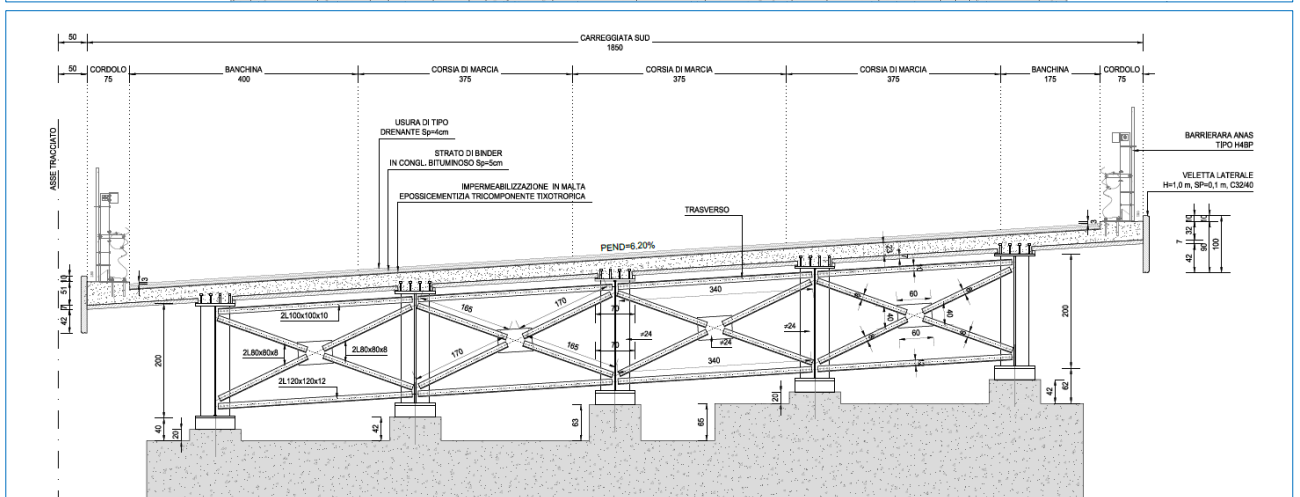 50
CARREGGIATA SUD
1850
50
CORDOLO
75
BANCHINA
400
CORSIA DI MARCIA
375
CORSIA DI MARCIA
375
CORSIA DI MARCIA
375
BANCHINA
175
CORDOLO
75
ASSE TRACCIATO
USURA DI TIPO
DRENANTE Sp=4cm
STRATO DI BINDER
IN CONGL. BITUMINOSO Sp=5cm
IMPERMEABILIZZAZIONE IN MALTA
EPOSSICEMENTIZIA TRICOMPONENTE TIXOTROPICA
TRASVERSO
PEND=6,20%
BARRIERARA ANAS
TIPO H4BP
VELETTA LATERALE
H=1,0 m, SP=0,1 m, C32/40
3
10
32
7
42
90
100
10
51
7
42
13
23
200
2L100x100x10
2L80x80x8
2L80x80x8
2L120x120x12
165
170
170
165
70
70
340
340
≠24
≠24
≠24
60
40
40
60
200
40
20
42
63
65
20
42
62